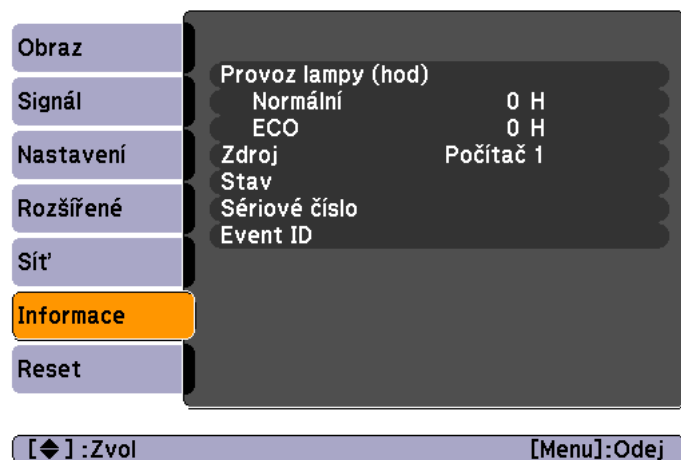 Obraz
Signál
Nastavení
Rozšířené
Síť
Informace
Reset
Provoz lampy (hod)
Normální 0 H
ECO 0 H
Zdroj Počítač 1
Stav
Sériové číslo
Event ID
[◆] :Zvol [Menu]:Odej